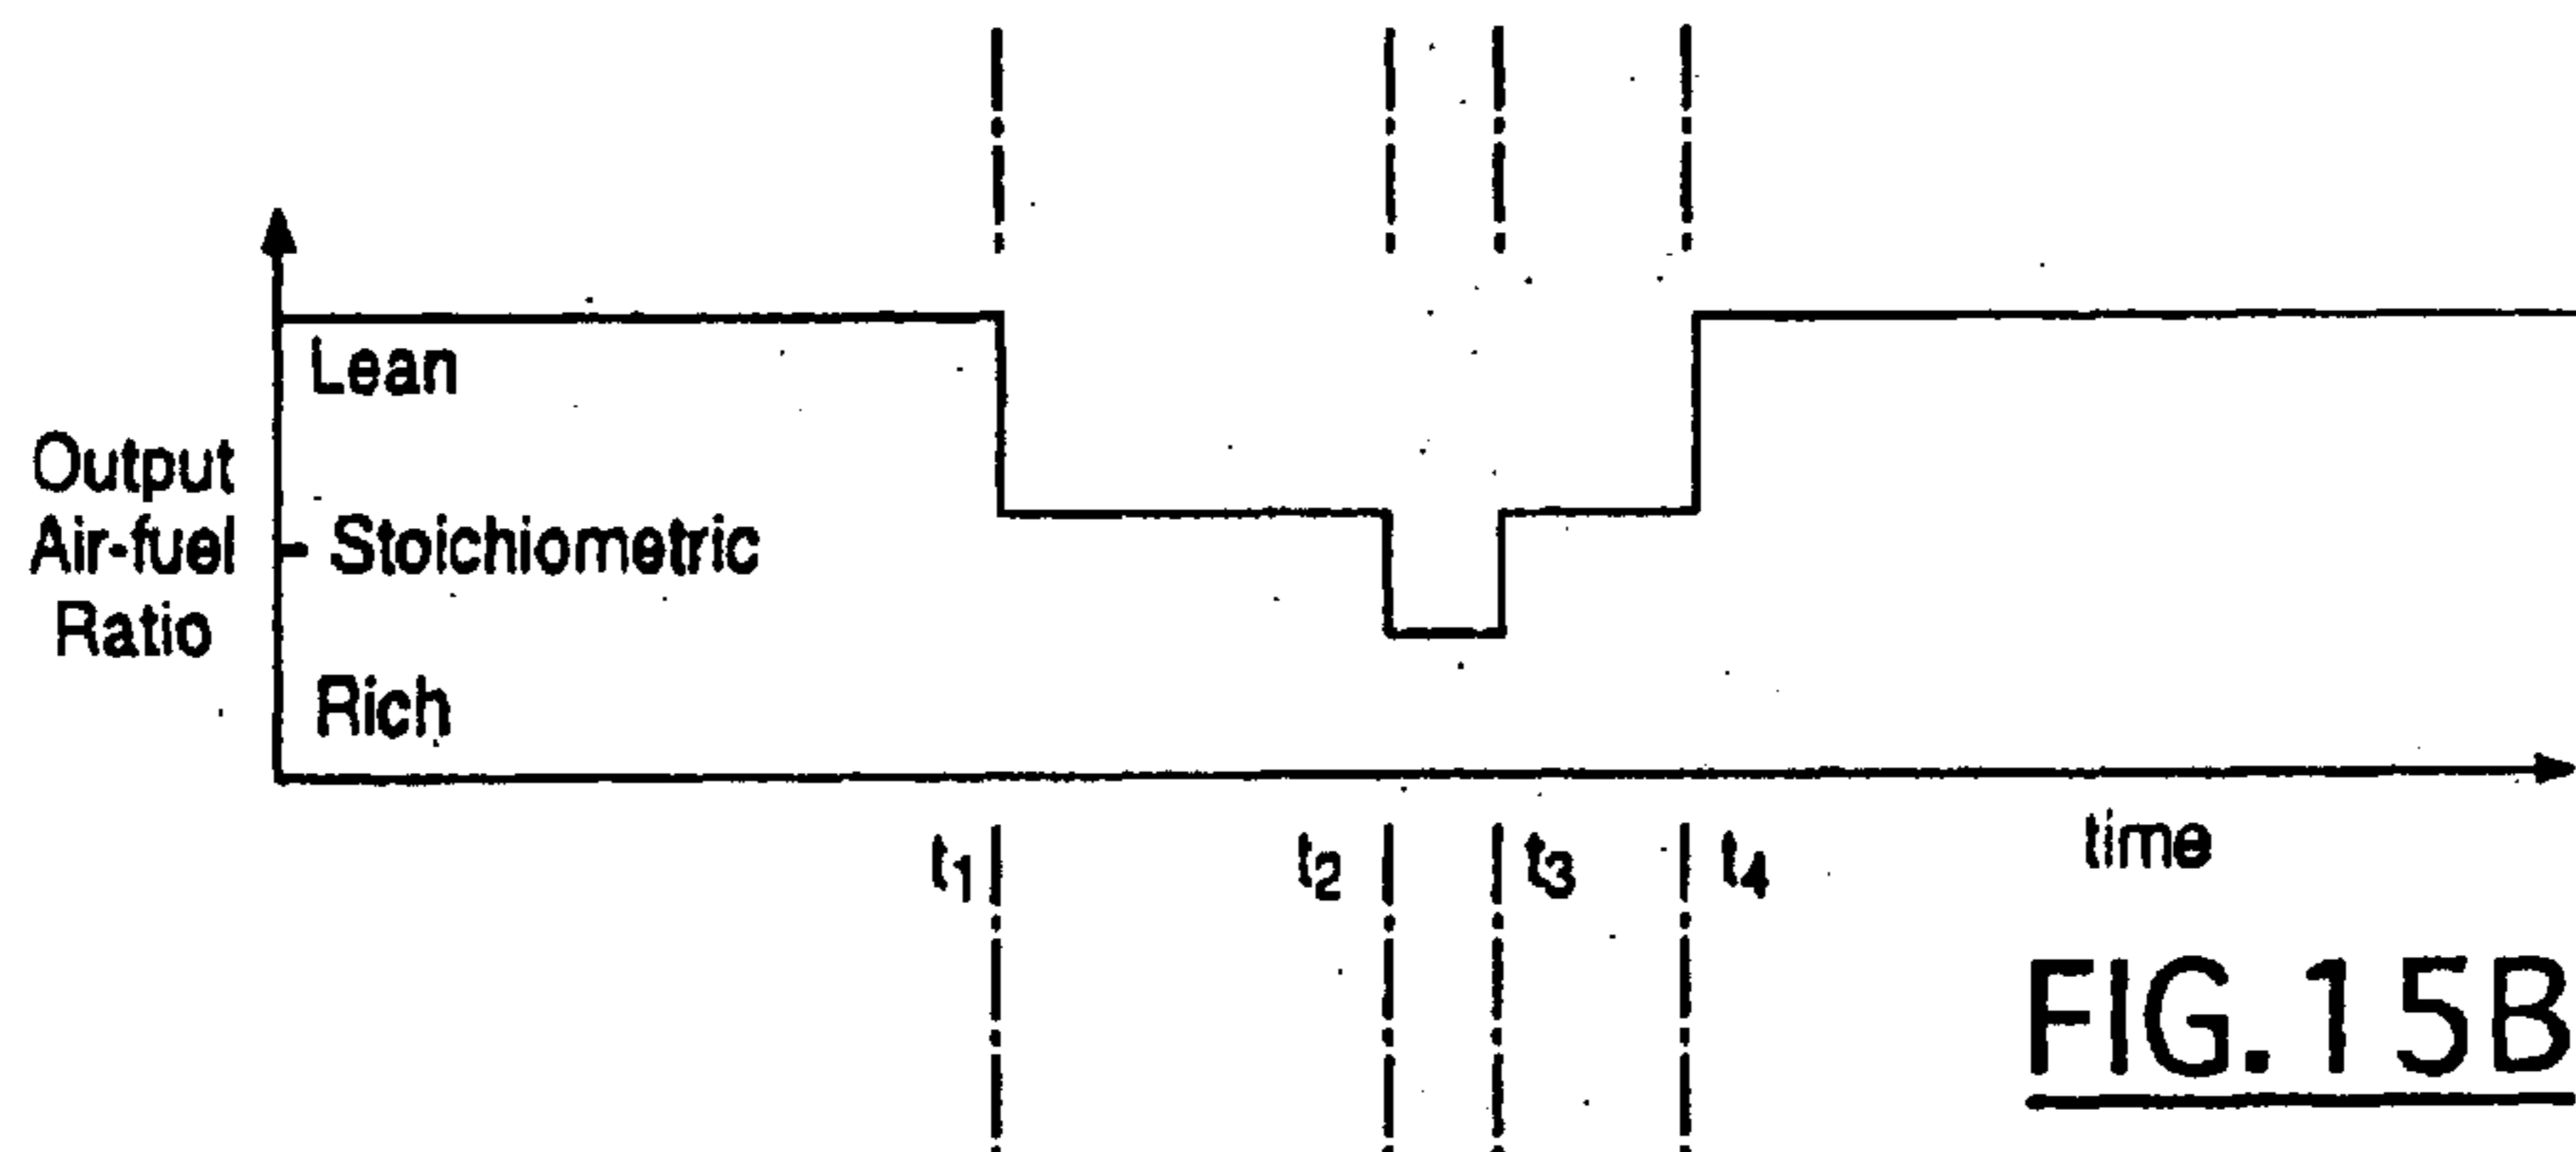 Lean
Output
Air-fuel
Ratio
- Stoichiometric
Rich
t1
t2
t3
t4
time
FIG. 15B